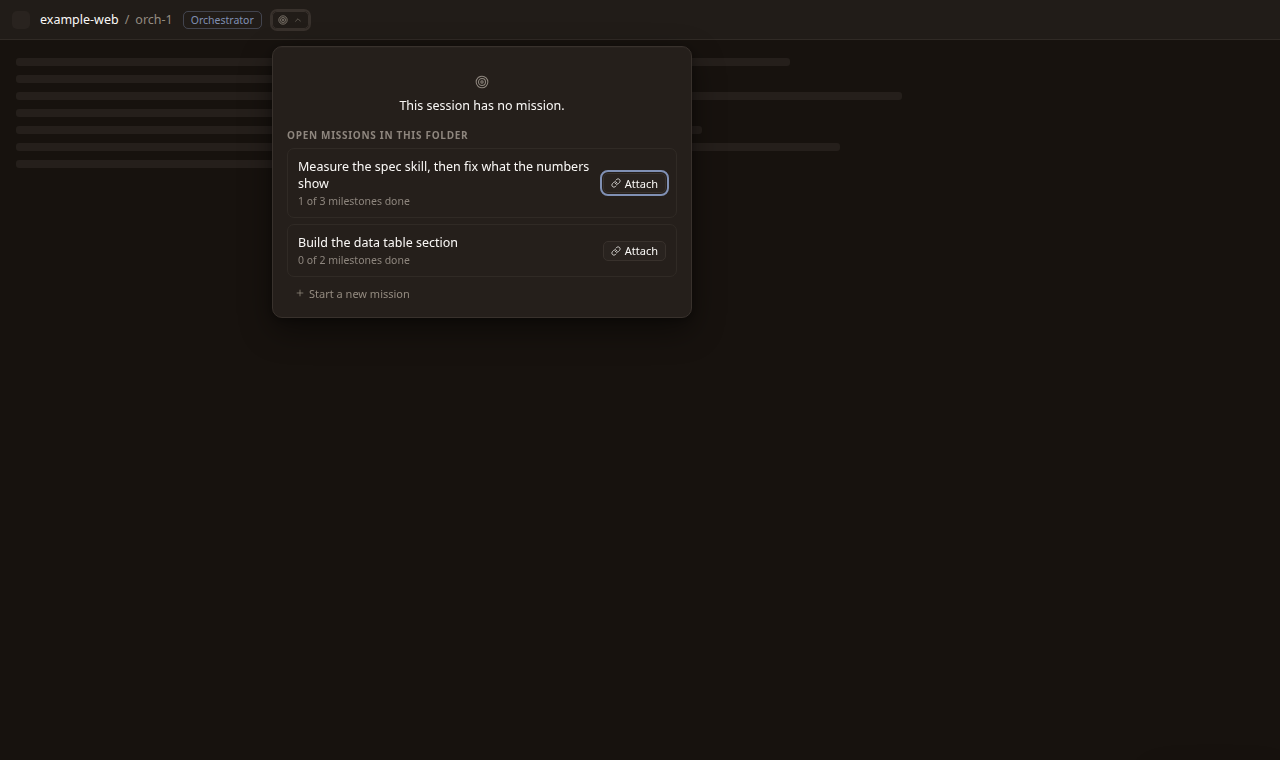 example-web / orch-1 Orchestrator
This session has no mission.
OPEN MISSIONS IN THIS FOLDER
Measure the spec skill, then fix what the numbers
show
1 of 3 milestones done
Attach
Build the data table section
0 of 2 milestones done
Attach
+ Start a new mission